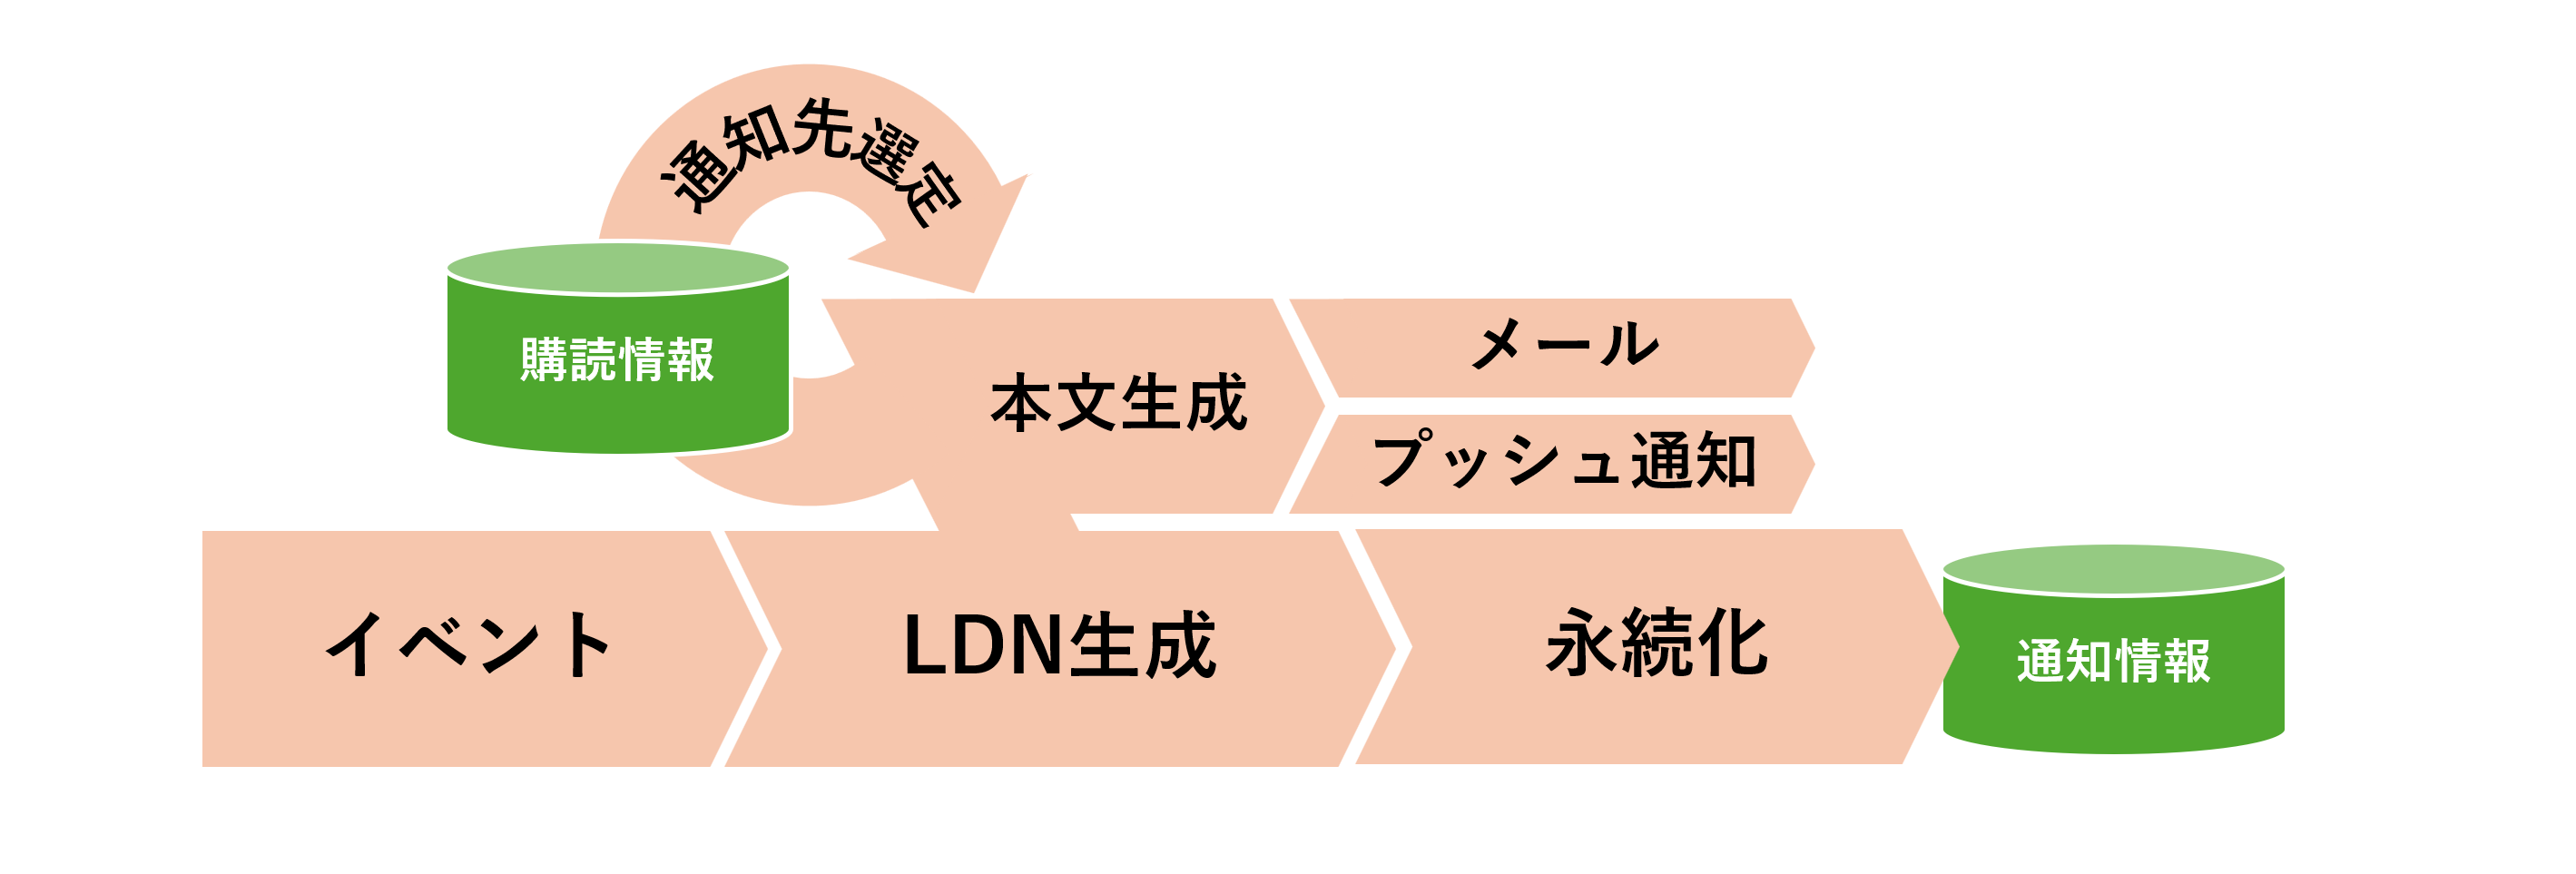 通知先選定
購読情報
本文生成
メール
プッシュ通知
イベント
LDN生成
永続化
通知情報